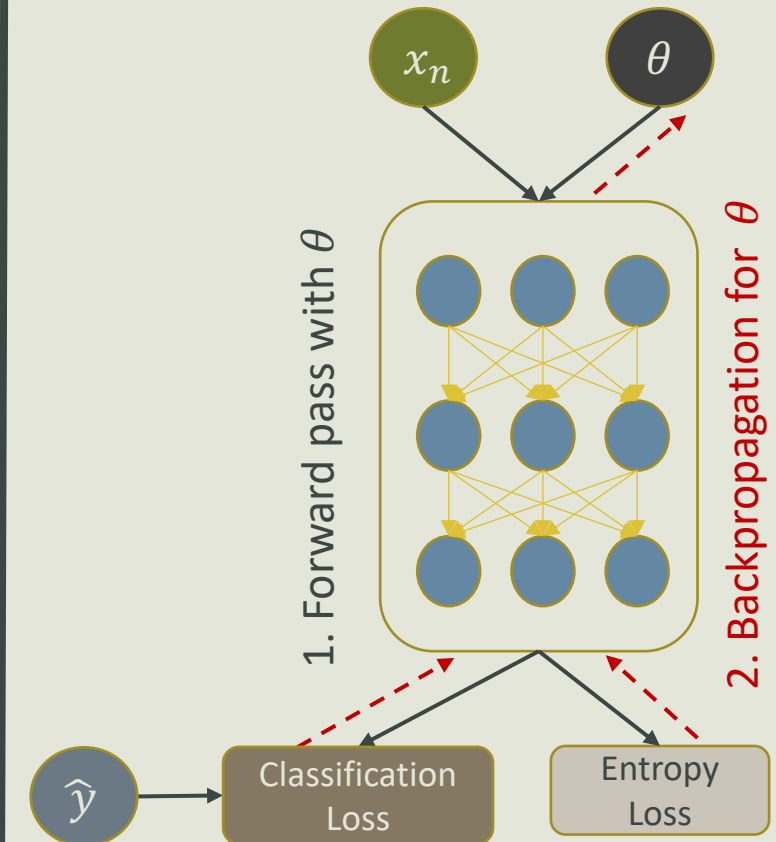 xₙ
θ
1. Forward pass with θ
2. Backpropagation for θ
ŷ
Classification
Loss
Entropy
Loss